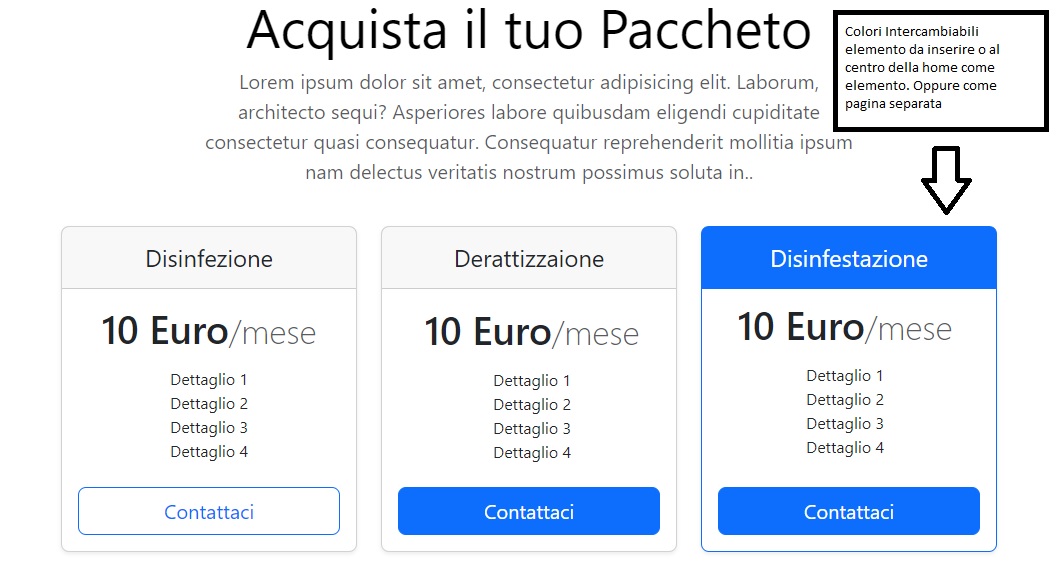 Acquista il tuo Paccheto
Lorem ipsum dolor sit amet, consectetur adipisicing elit. Laborum,
architecto sequi? Asperiores labore quibusdam eligendi cupiditate
consectetur quasi consequatur. Consequatur reprehenderit mollitia ipsum
nam delectus veritatis nostrum possimus soluta in..
Colori Intercambiabili
elemento da inserire o al
centro della home come
elemento. Oppure come
pagina separata
Disinfezione
10 Euro/mese
Dettaglio 1
Dettaglio 2
Dettaglio 3
Dettaglio 4
Contattaci
Derattizzaione
10 Euro/mese
Dettaglio 1
Dettaglio 2
Dettaglio 3
Dettaglio 4
Contattaci
Disinfestazione
10 Euro/mese
Dettaglio 1
Dettaglio 2
Dettaglio 3
Dettaglio 4
Contattaci